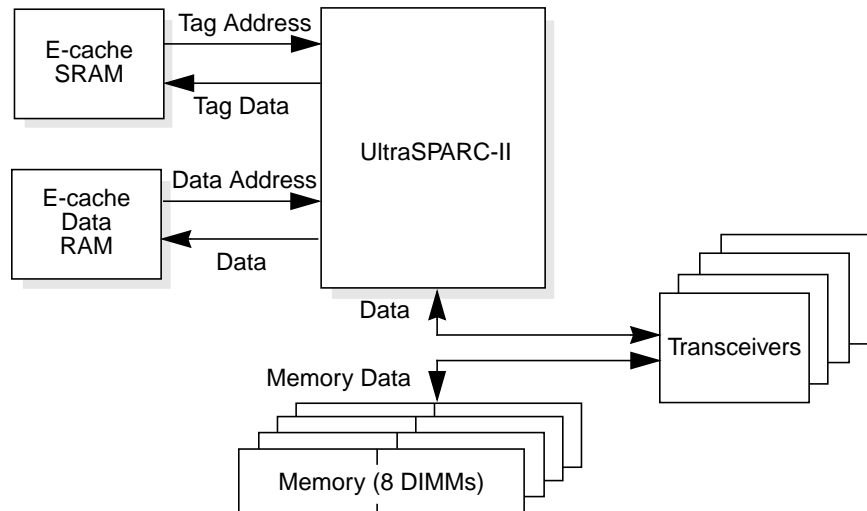 Tag Address
E-cache
SRAM
Tag Data
UltraSPARC-II
Data Address
E-cache
Data
RAM
Data
Data
Transceivers
Memory Data
Memory (8 DIMMs)